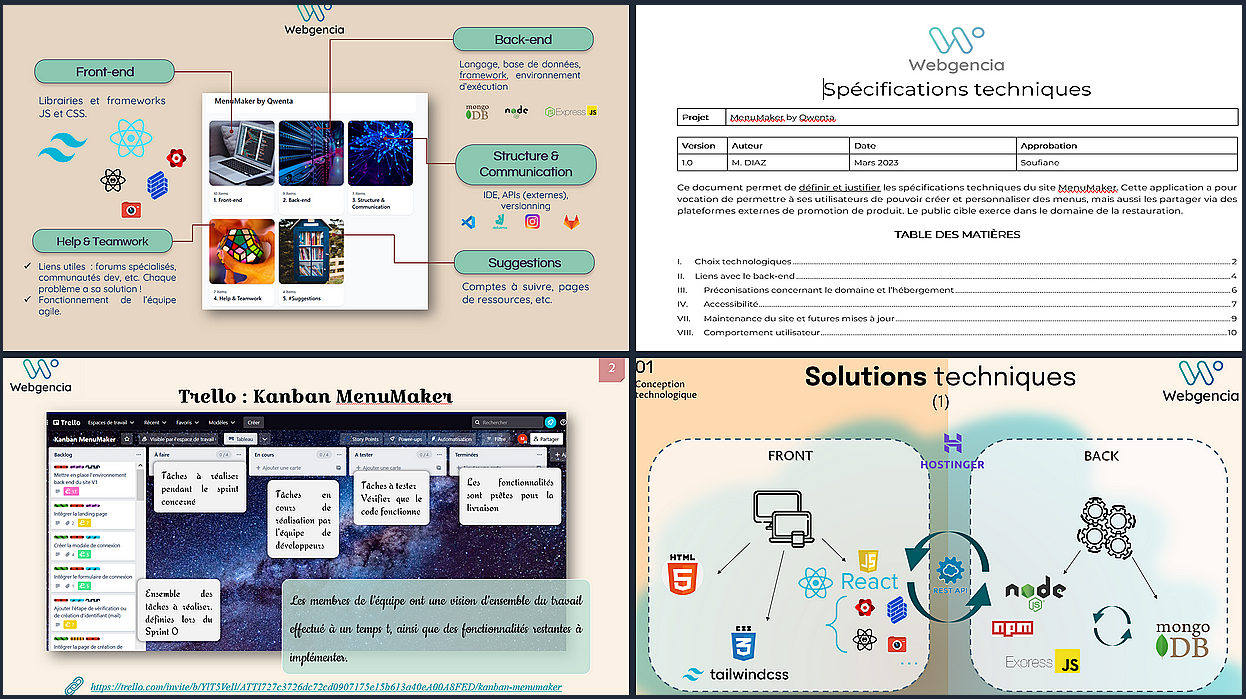 Webgencia
Front-end
Librairies et frameworks
JS et CSS.
Help & Teamwork
Liens utiles : forums spécialisés,
communautés dev, etc. Chaque
problème a sa solution !
Fonctionnement de l'équipe
agile.
MenuMaker by Qwenta
1. Front-end
2. Back-end
3. Structure &
Communication
4. Help & Teamwork
5. #Suggestions
Back-end
Langage, base de données,
framework, environnement
d'exécution
mongo
DB
node
Express JS
Structure &
Communication
IDE, APIs (externes),
versionning
Suggestions
Comptes à suivre, pages
de ressources, etc.
Webgencia
Spécifications techniques
Projet MenuMaker by Qwenta.
Version Auteur Date Approbation
1.0 M. DIAZ Mars 2023 Soufiane
Ce document permet de définir et justifier les spécifications techniques du site MenuMaker. Cette application a pour
vocation de permettre à ses utilisateurs de pouvoir créer et personnaliser des menus, mais aussi les partager via des
plateformes externes de promotion de produit. Le public cible exerce dans le domaine de la restauration.
TABLE DES MATIÈRES
I. Choix technologiques 2
II. Liens avec le back-end 4
III. Préconisations concernant le domaine et l'hébergement 6
IV. Accessibilité 7
VII. Maintenance du site et futures mises à jour 9
VIII. Comportement utilisateur 10
Webgencia
2
Trello : Kanban MenuMaker
Trello Espaces de travail Récent Favoris Modèles Créer Rechercher
Kanban MenuMaker Visible par l'espace de travail Tableau Story Points Power-ups Automatisation Filtre Partager
Backlog
Mettre en place l'environnement
back end du site V1
Intégrer la landing page
Créer la modale de connexion
Intégrer le formulaire de connexion
Ajouter l'étape de vérification ou
de création d'identifiant (mail)
Intégrer la page de création de
À faire 0 / 4
Tâches à réaliser
pendant le sprint
concerné
En cours 0 / 4
+ Ajouter une carte
Tâches en
cours de
réalisation par
l'équipe de
développeurs
A tester 0 / 4
+ Ajouter une carte
Tâches à tester
Vérifier que le
code fonctionne
Terminées
Les fonctionnalités
sont prêtes pour la
livraison
Ensemble des
tâches à réaliser,
définies lors du
Sprint O
Les membres de l'équipe ont une vision d'ensemble du travail
effectué à un temps t, ainsi que des fonctionnalités restantes à
implémenter.
01
Conception
technologique
Solutions techniques
(1)
Webgencia
FRONT
HOSTINGER
BACK
HTML
5
JS
React
CSS
3
tailwindcss
REST API
node
JS
npm
Express JS
mongo
DB